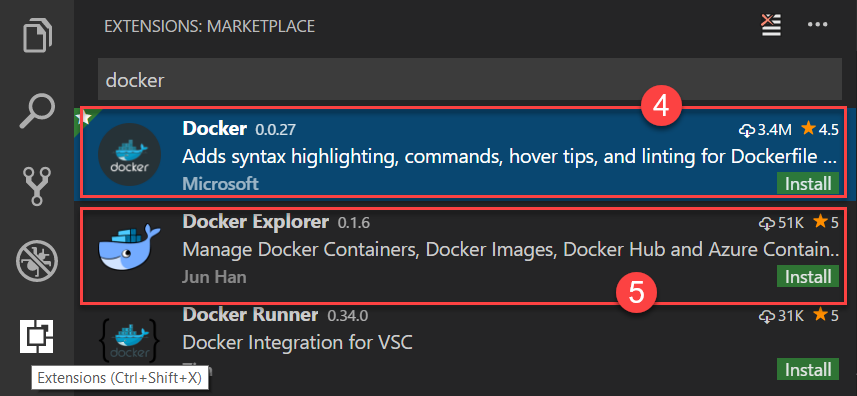 EXTENSIONS: MARKETPLACE
docker
4
Docker 0.0.27 3.4M 4.5
Adds syntax highlighting, commands, hover tips, and linting for Dockerfile ...
Microsoft Install
docker
Docker Explorer 0.1.6 51K 5
Manage Docker Containers, Docker Images, Docker Hub and Azure Contain..
Jun Han Install
5
Docker Runner 0.34.0 31K 5
Docker Integration for VSC
docker
Install
Extensions (Ctrl+Shift+X)